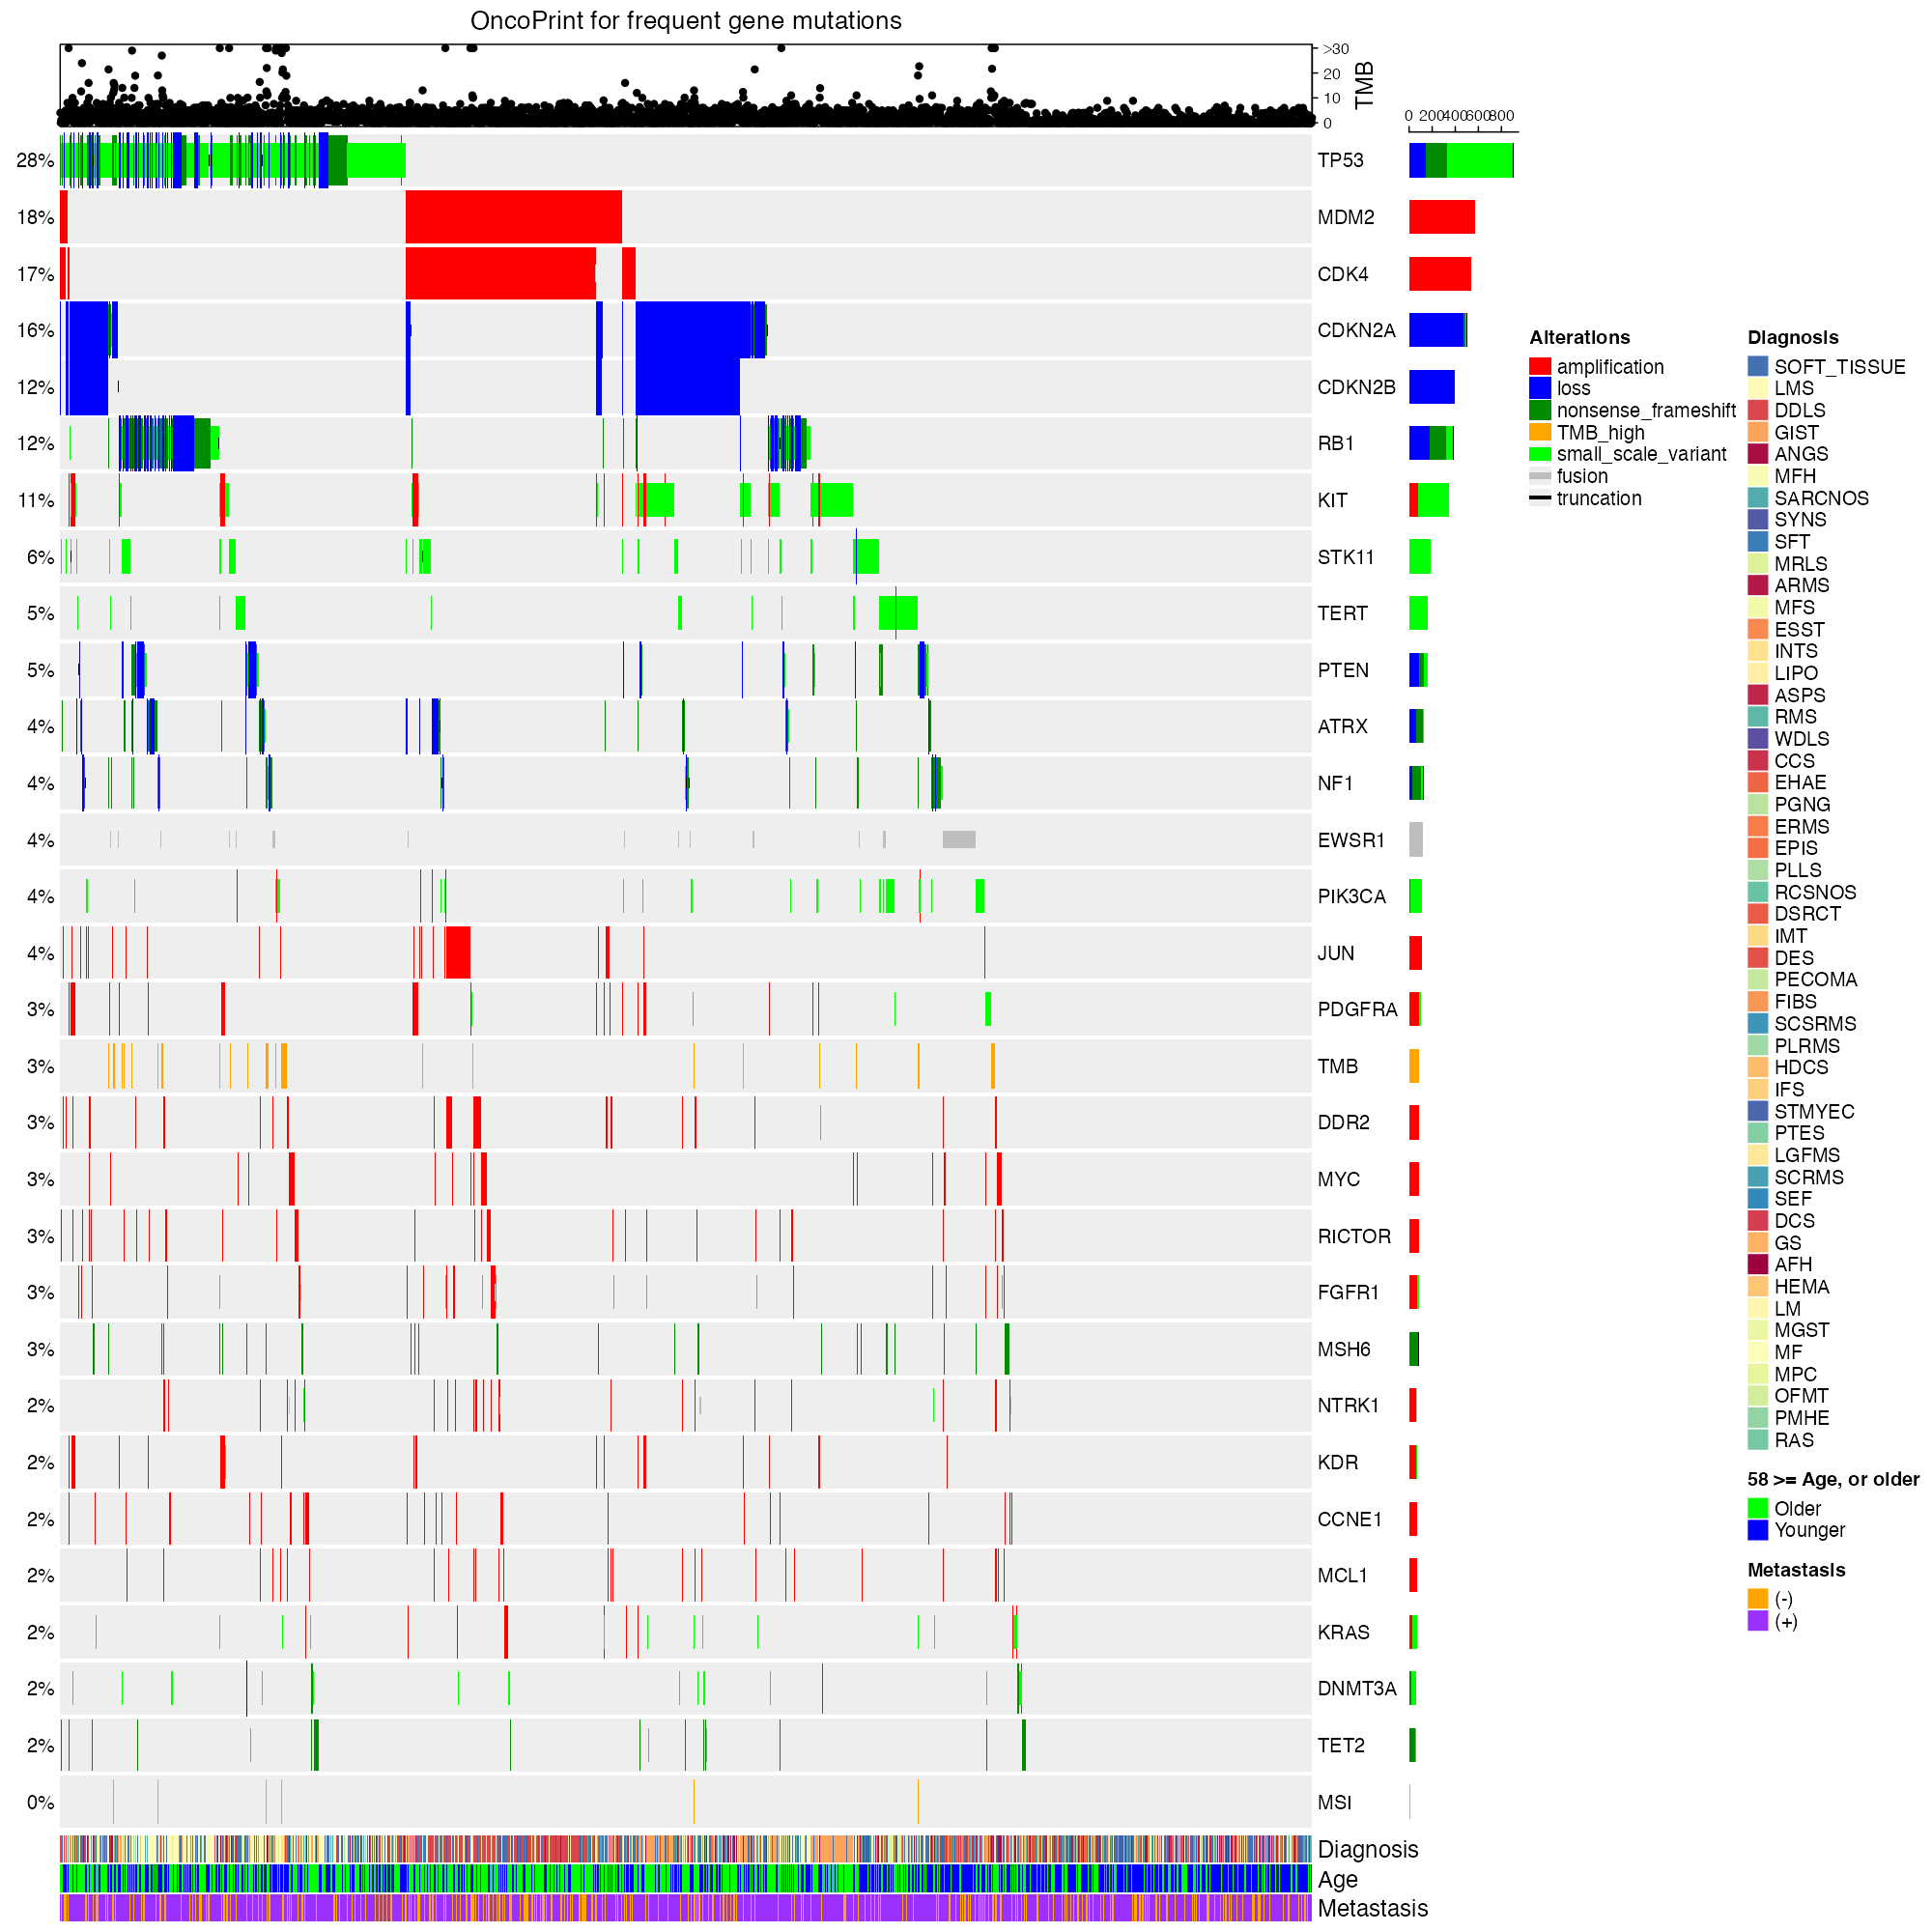 OncoPrint for frequent gene mutations
>30
20
10
0
TMB
0 200 400 600 800
28% TP53
18% MDM2
17% CDK4
16% CDKN2A
12% CDKN2B
12% RB1
11% KIT
6% STK11
5% TERT
5% PTEN
4% ATRX
4% NF1
4% EWSR1
4% PIK3CA
4% JUN
3% PDGFRA
3% TMB
3% DDR2
3% MYC
3% RICTOR
3% FGFR1
3% MSH6
2% NTRK1
2% KDR
2% CCNE1
2% MCL1
2% KRAS
2% DNMT3A
2% TET2
0% MSI
Diagnosis
Age
Metastasis
Alterations
amplification
loss
nonsense_frameshift
TMB_high
small_scale_variant
fusion
truncation
Diagnosis
SOFT_TISSUE
LMS
DDLS
GIST
ANGS
MFH
SARCNOS
SYNS
SFT
MRLS
ARMS
MFS
ESST
INTS
LIPO
ASPS
RMS
WDLS
CCS
EHAE
PGNG
ERMS
EPIS
PLLS
RCSNOS
DSRCT
IMT
DES
PECOMA
FIBS
SCSRMS
PLRMS
HDCS
IFS
STMYEC
PTES
LGFMS
SCRMS
SEF
DCS
GS
AFH
HEMA
LM
MGST
MF
MPC
OFMT
PMHE
RAS
58 >= Age, or older
Older
Younger
Metastasis
(-)
(+)